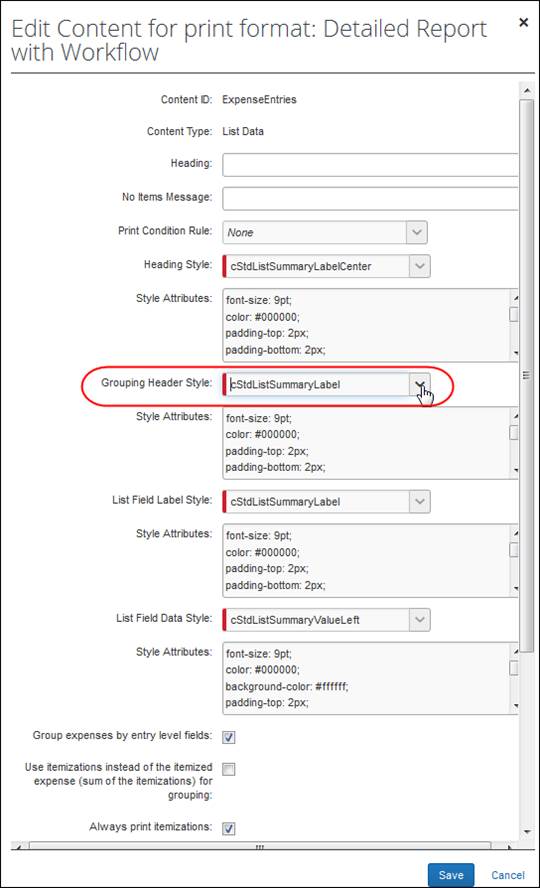 Edit Content for print format: Detailed Report
with Workflow
Content ID: ExpenseEntries
Content Type: List Data
Heading:
No Items Message:
Print Condition Rule: None
Heading Style: cStdListSummaryLabelCenter
Style Attributes: font-size: 9pt;
color: #000000;
padding-top: 2px;
padding-bottom: 2px;
Grouping Header Style: cStdListSummaryLabel
Style Attributes: font-size: 9pt;
color: #000000;
padding-top: 2px;
padding-bottom: 2px;
List Field Label Style: cStdListSummaryLabel
Style Attributes: font-size: 9pt;
color: #000000;
padding-top: 2px;
padding-bottom: 2px;
List Field Data Style: cStdListSummaryValueLeft
Style Attributes: font-size: 9pt;
color: #000000;
background-color: #ffffff;
padding-top: 2px;
Group expenses by entry level fields:
Use itemizations instead of the itemized
expense (sum of the itemizations) for
grouping:
Always print itemizations:
Save Cancel